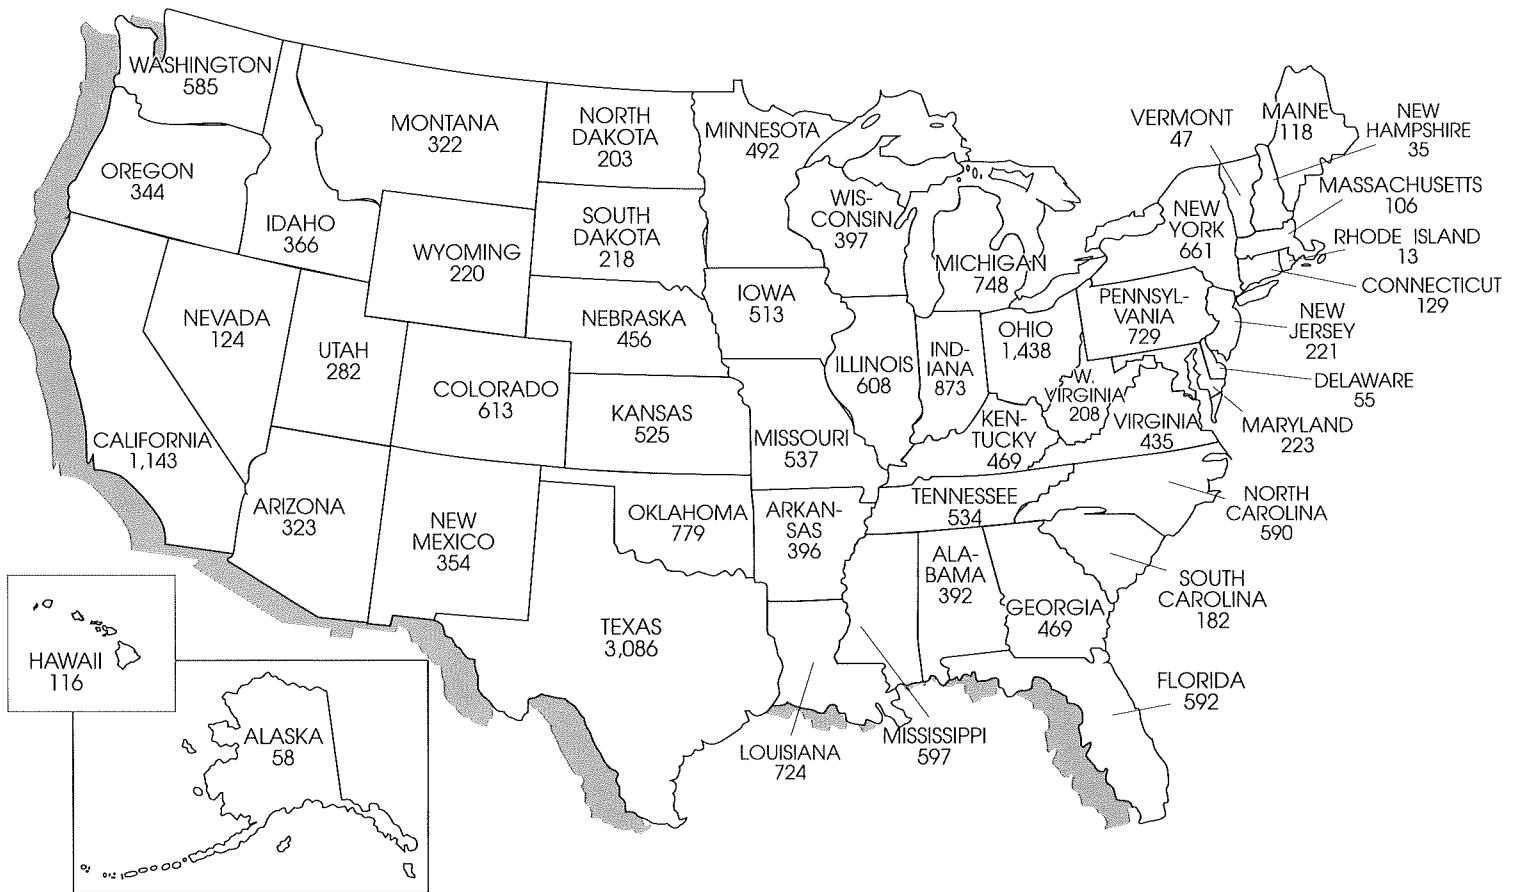 WASHINGTON
585
OREGON
344
IDAHO
366
MONTANA
322
NORTH
DAKOTA
203
MINNESOTA
492
SOUTH
DAKOTA
218
WYOMING
220
WIS-
CONSIN
397
MICHIGAN
748
VERMONT
47
MAINE
118
NEW
HAMPSHIRE
35
MASSACHUSETTS
106
NEW
YORK
661
RHODE ISLAND
13
CONNECTICUT
129
PENNSYL-
VANIA
729
NEW
JERSEY
221
DELAWARE
55
MARYLAND
223
NEVADA
124
UTAH
282
COLORADO
613
NEBRASKA
456
IOWA
513
ILLINOIS
608
IND-
IANA
873
OHIO
1,438
W.
VIRGINIA
208
VIRGINIA
435
KEN-
TUCKY
469
CALIFORNIA
1,143
KANSAS
525
MISSOURI
537
ARIZONA
323
NEW
MEXICO
354
OKLAHOMA
779
ARKAN-
SAS
396
TENNESSEE
534
NORTH
CAROLINA
590
SOUTH
CAROLINA
182
ALA-
BAMA
392
GEORGIA
469
TEXAS
3,086
LOUISIANA
724
MISSISSIPPI
597
FLORIDA
592
HAWAII
116
ALASKA
58